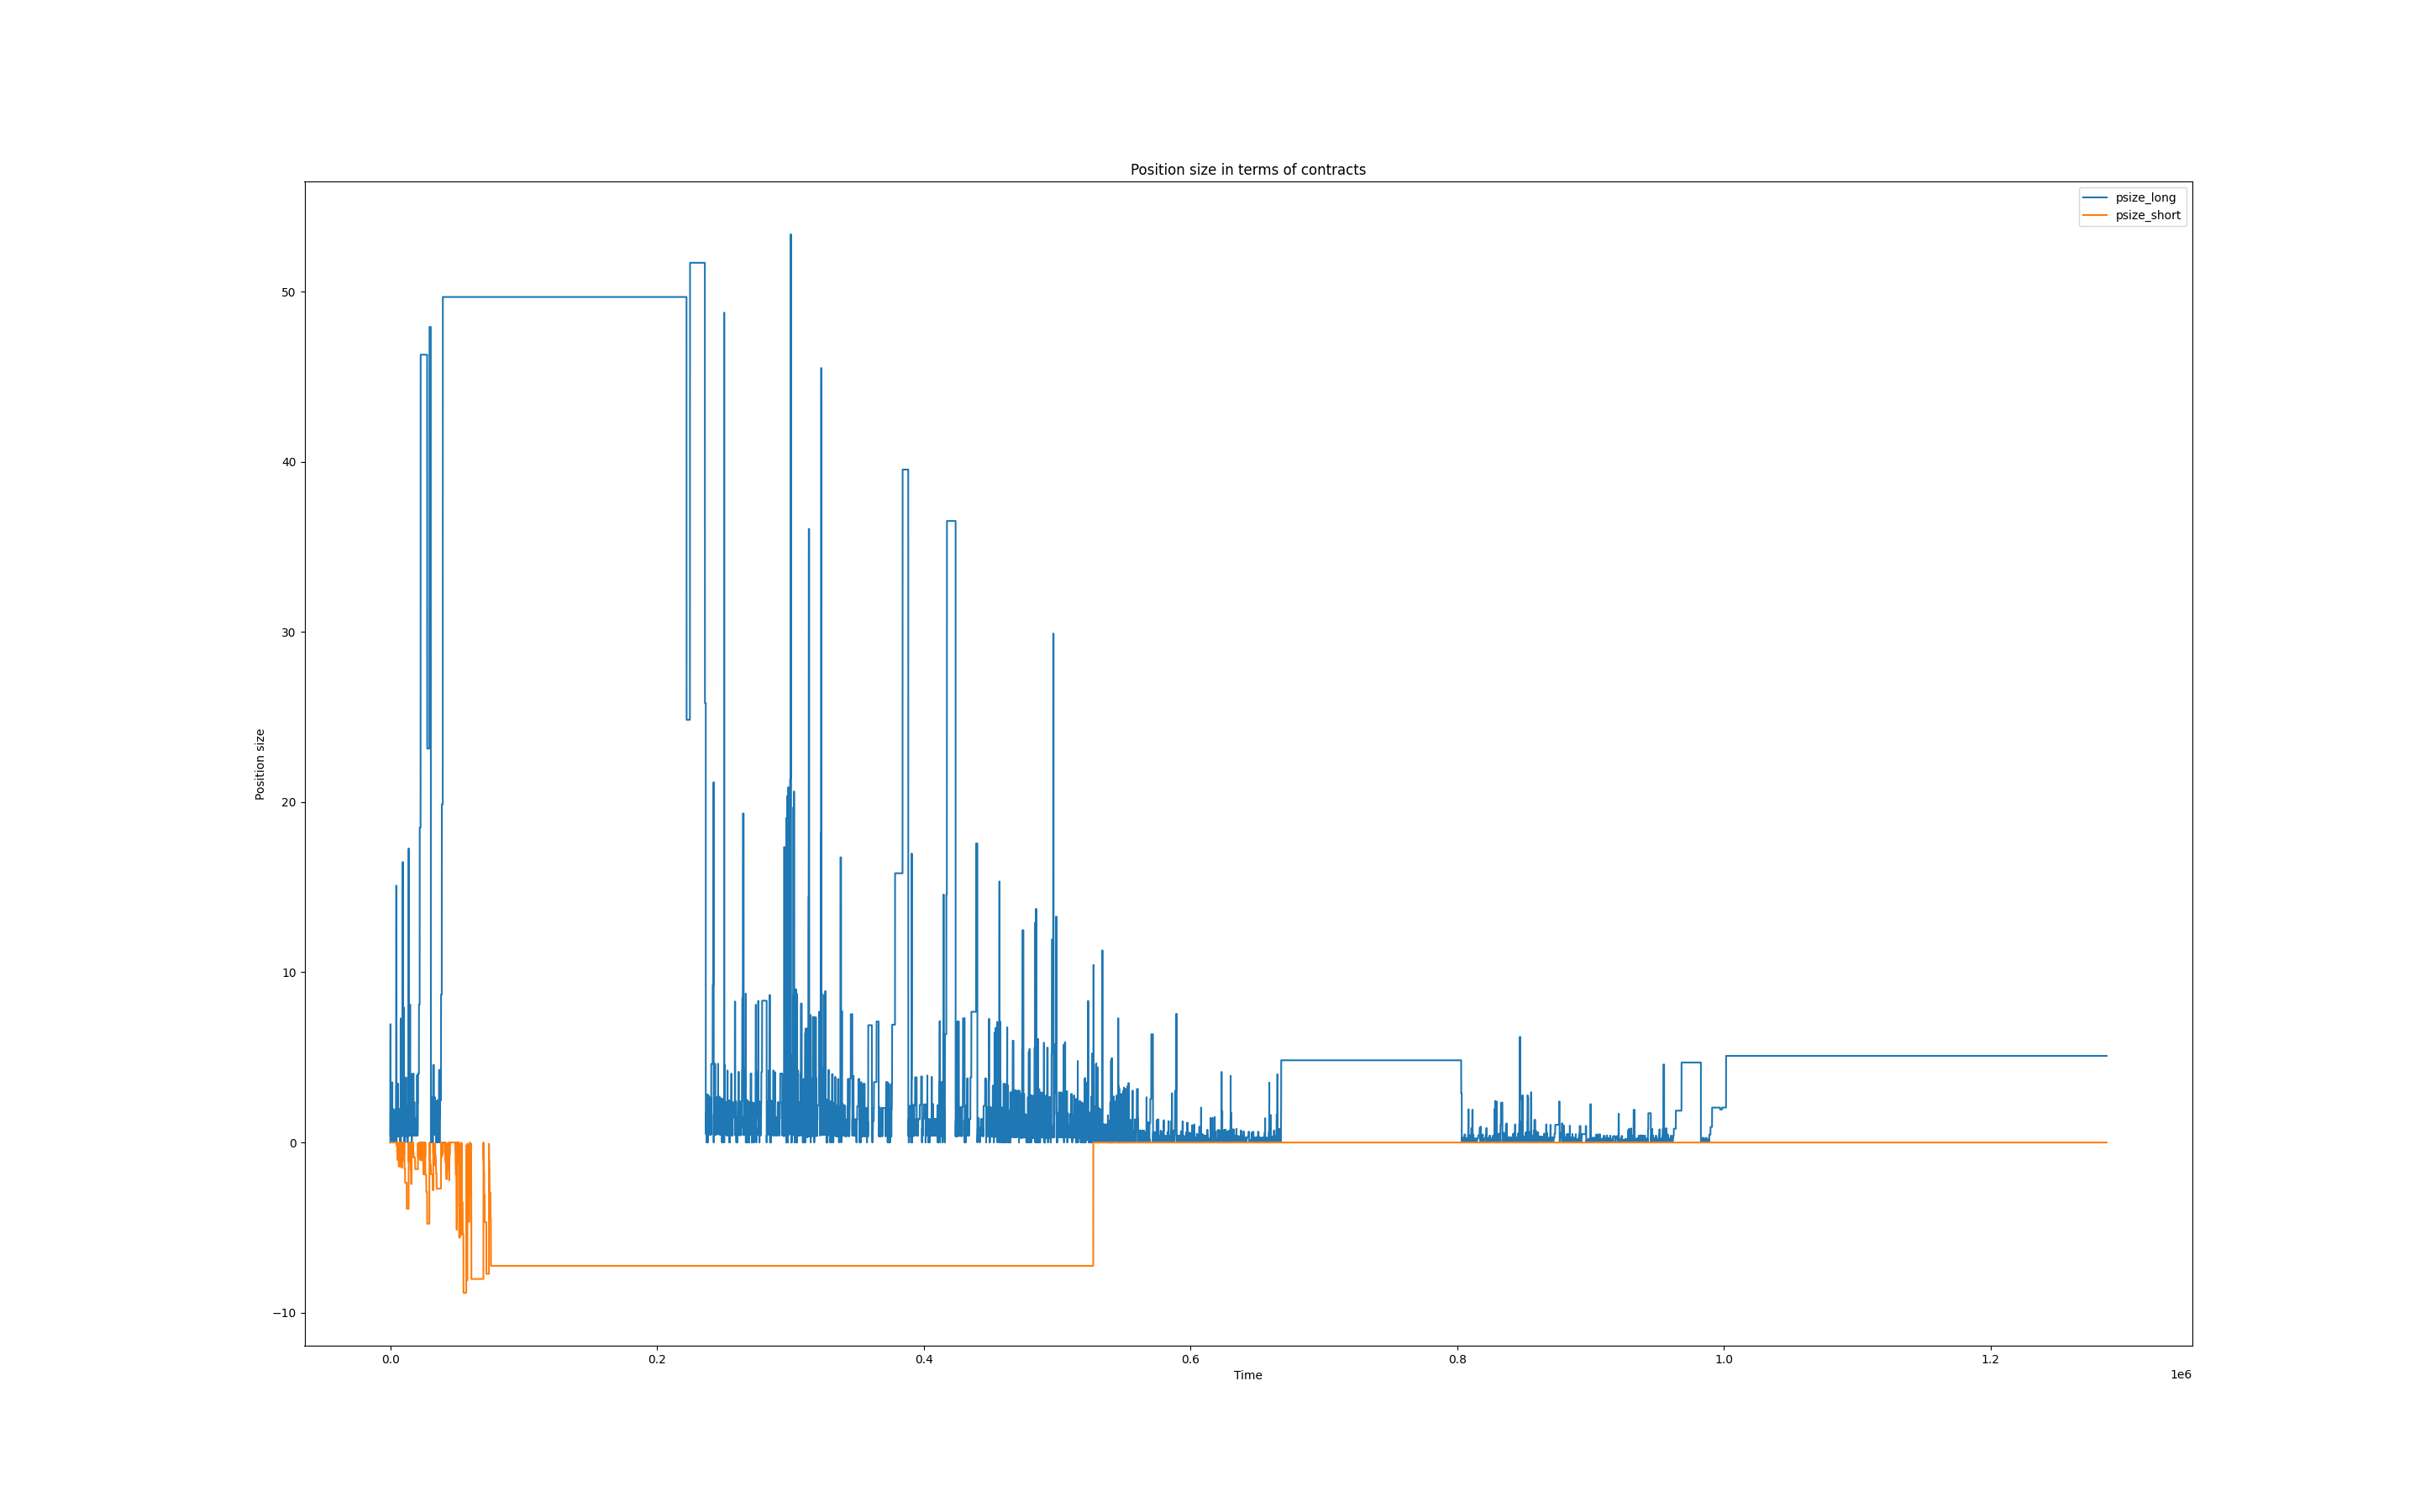 Position size in terms of contracts
psize_long
psize_short
50
40
30
20
10
0
−10
Position size
0.0 0.2 0.4 0.6 0.8 1.0 1.2
Time
1e6